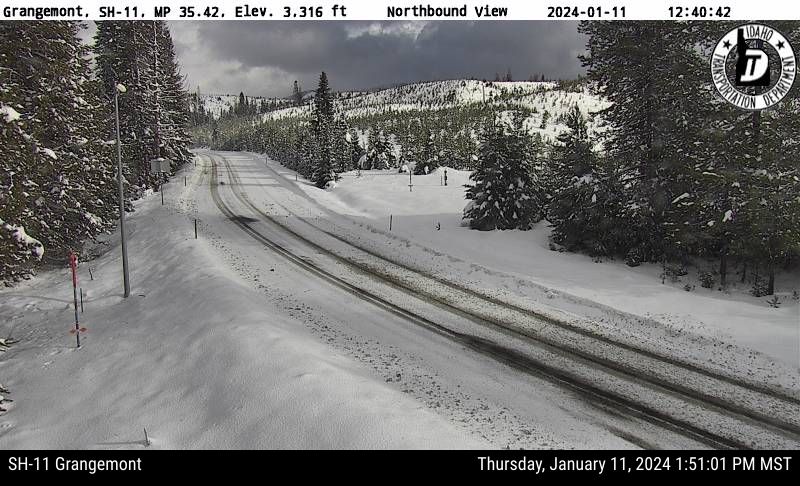 Grangemont, SH-11, MP 35.42, Elev. 3,316 ft Northbound View 2024-01-11 12:40:42
IDAHO
TRANSPORTATION DEPARTMENT
SH-11 Grangemont Thursday, January 11, 2024 1:51:01 PM MST